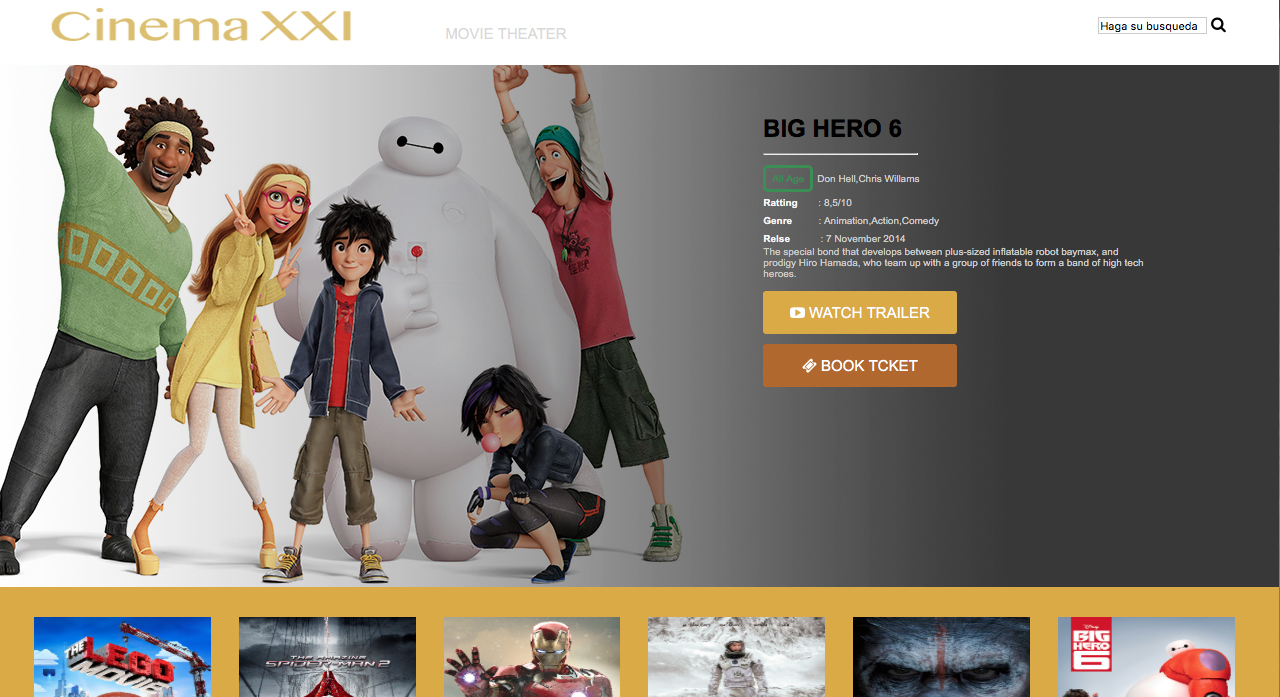 Cinema XXI
MOVIE THEATER
Haga su busqueda
BIG HERO 6
All Age Don Hell,Chris Willams
Ratting : 8,5/10
Genre : Animation,Action,Comedy
Relse : 7 November 2014
The special bond that develops between plus-sized inflatable robot baymax, and
prodigy Hiro Hamada, who team up with a group of friends to form a band of high tech
heroes.
WATCH TRAILER
BOOK TCKET
THE LEGO
MOVIE
THE AMAZING
SPIDER-MAN 2
Disney
BIG
HERO
6